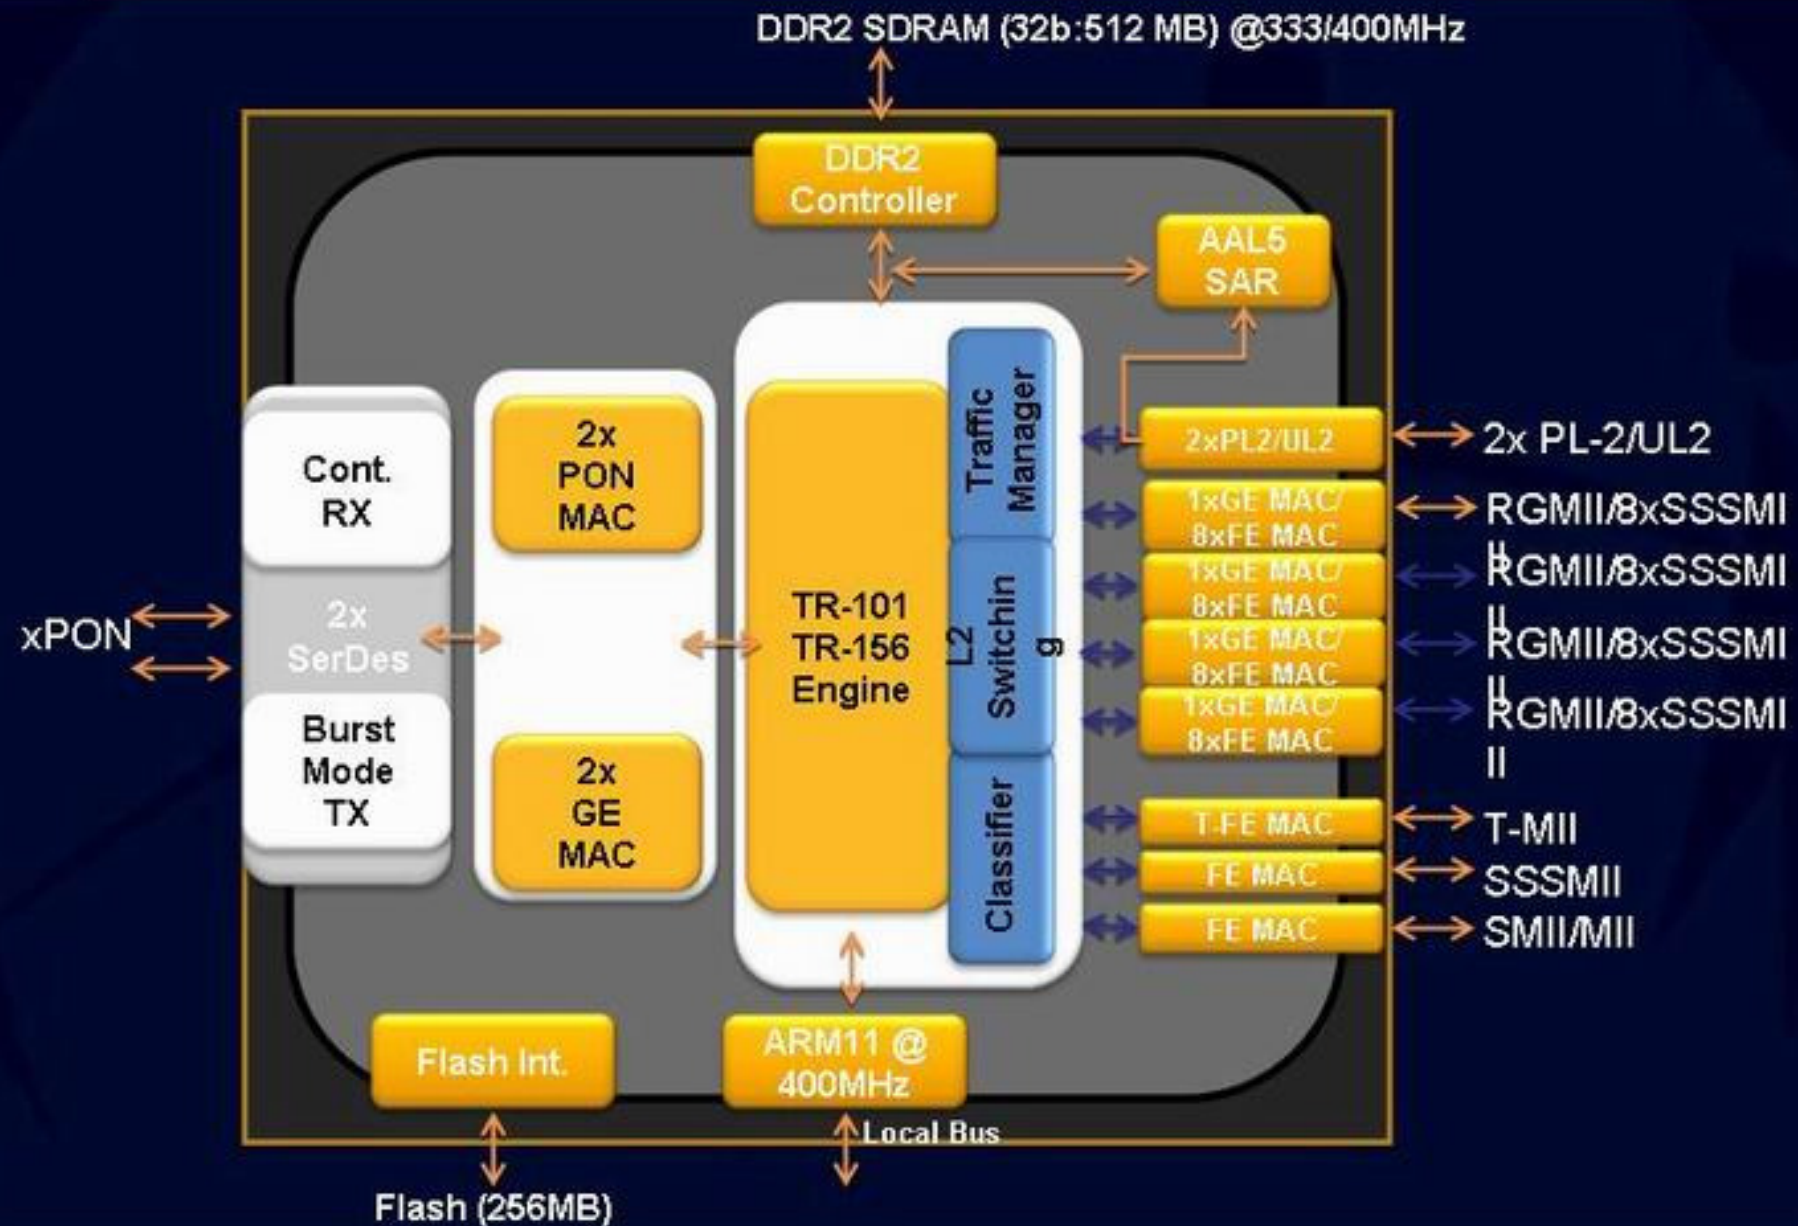 DDR2 SDRAM (32b:512 MB) @333/400MHz
DDR2
Controller
AAL5
SAR
Cont.
RX
2x
SerDes
Burst
Mode
TX
xPON
2x
PON
MAC
2x
GE
MAC
TR-101
TR-156
Engine
Traffic
Manager
L2
Switchin
g
Classifier
2xPL2/UL2
2x PL-2/UL2
1xGE MAC/
8xFE MAC
RGMII/8xSSSMI
I
1xGE MAC/
8xFE MAC
RGMII/8xSSSMI
II
1xGE MAC/
8xFE MAC
RGMII/8xSSSMI
II
1xGE MAC/
8xFE MAC
RGMII/8xSSSMI
II
T-FE MAC
T-MII
FE MAC
SSSMII
FE MAC
SMII/MII
Flash Int.
ARM11 @
400MHz
Local Bus
Flash (256MB)